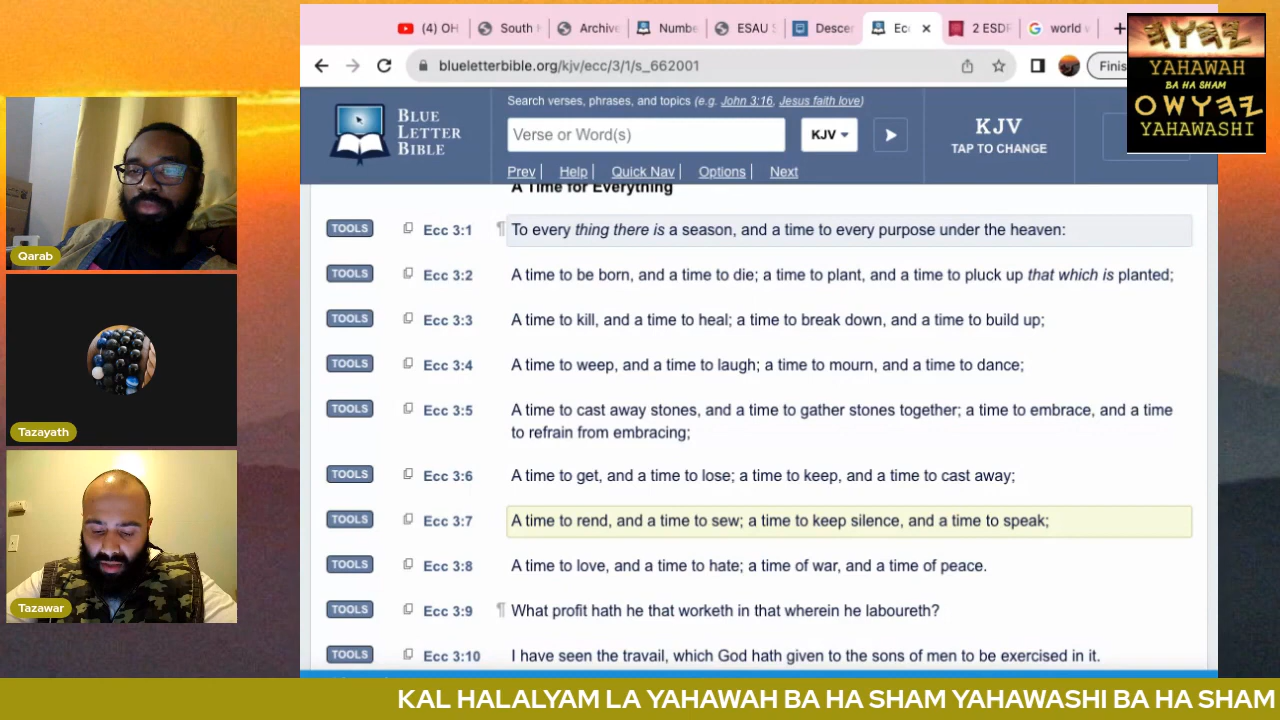 (4) OH
South
Archive
Numbe
ESAU S
Descer
Ecc
2 ESDR
world w
blueletterbible.org/kjv/ecc/3/1/s_662001
Finis
YAHAWAH
BA HA SHAM
YAHAWASHI
BLUE
LETTER
BIBLE
Search verses, phrases, and topics (e.g. John 3:16, Jesus faith love)
Verse or Word(s)
KJV
KJV
TAP TO CHANGE
Prev | Help | Quick Nav | Options | Next
A Time for Everything
TOOLS Ecc 3:1 ¶ To every thing there is a season, and a time to every purpose under the heaven:
TOOLS Ecc 3:2 A time to be born, and a time to die; a time to plant, and a time to pluck up that which is planted;
TOOLS Ecc 3:3 A time to kill, and a time to heal; a time to break down, and a time to build up;
TOOLS Ecc 3:4 A time to weep, and a time to laugh; a time to mourn, and a time to dance;
TOOLS Ecc 3:5 A time to cast away stones, and a time to gather stones together; a time to embrace, and a time
to refrain from embracing;
TOOLS Ecc 3:6 A time to get, and a time to lose; a time to keep, and a time to cast away;
TOOLS Ecc 3:7 A time to rend, and a time to sew; a time to keep silence, and a time to speak;
TOOLS Ecc 3:8 A time to love, and a time to hate; a time of war, and a time of peace.
TOOLS Ecc 3:9 ¶ What profit hath he that worketh in that wherein he laboureth?
TOOLS Ecc 3:10 I have seen the travail, which God hath given to the sons of men to be exercised in it.
Qarab
Tazayath
Tazawar
KAL HALALYAM LA YAHAWAH BA HA SHAM YAHAWASHI BA HA SHAM